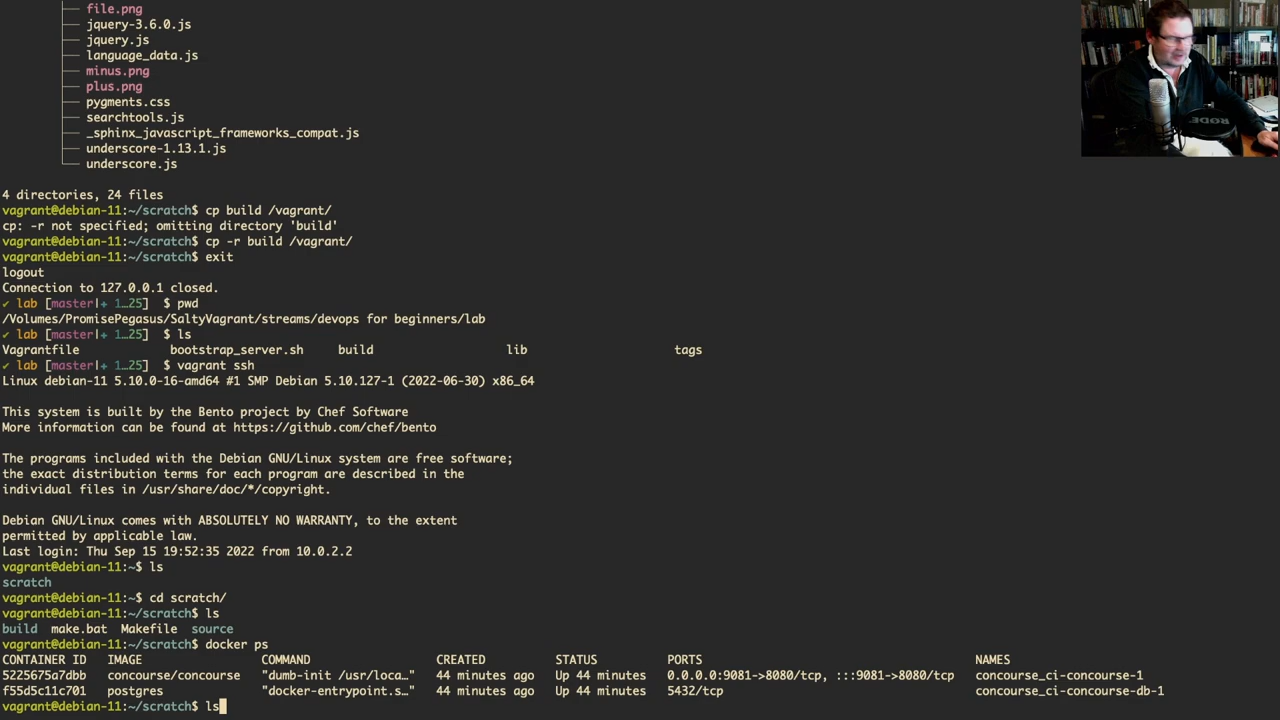 file.png
jquery-3.6.0.js
jquery.js
language_data.js
minus.png
plus.png
pygments.css
searchtools.js
_sphinx_javascript_frameworks_compat.js
underscore-1.13.1.js
underscore.js
4 directories, 24 files
vagrant@debian-11:~/scratch$ cp build /vagrant/
cp: -r not specified; omitting directory 'build'
vagrant@debian-11:~/scratch$ cp -r build /vagrant/
vagrant@debian-11:~/scratch$ exit
logout
Connection to 127.0.0.1 closed.
✔ lab [master|+ 1…25] $ pwd
/Volumes/PromisePegasus/SaltyVagrant/streams/devops for beginners/lab
✔ lab [master|+ 1…25] $ ls
Vagrantfile bootstrap_server.sh build lib tags
✔ lab [master|+ 1…25] $ vagrant ssh
Linux debian-11 5.10.0-16-amd64 #1 SMP Debian 5.10.127-1 (2022-06-30) x86_64
This system is built by the Bento project by Chef Software
More information can be found at https://github.com/chef/bento
The programs included with the Debian GNU/Linux system are free software;
the exact distribution terms for each program are described in the
individual files in /usr/share/doc/*/copyright.
Debian GNU/Linux comes with ABSOLUTELY NO WARRANTY, to the extent
permitted by applicable law.
Last login: Thu Sep 15 19:52:35 2022 from 10.0.2.2
vagrant@debian-11:~$ ls
scratch
vagrant@debian-11:~$ cd scratch/
vagrant@debian-11:~/scratch$ ls
build make.bat Makefile source
vagrant@debian-11:~/scratch$ docker ps
CONTAINER ID IMAGE COMMAND CREATED STATUS PORTS NAMES
5225675a7dbb concourse/concourse "dumb-init /usr/loca…" 44 minutes ago Up 44 minutes 0.0.0.0:9081->8080/tcp, :::9081->8080/tcp concourse_ci-concourse-1
f55d5c11c701 postgres "docker-entrypoint.s…" 44 minutes ago Up 44 minutes 5432/tcp concourse_ci-concourse-db-1
vagrant@debian-11:~/scratch$ ls
RODE